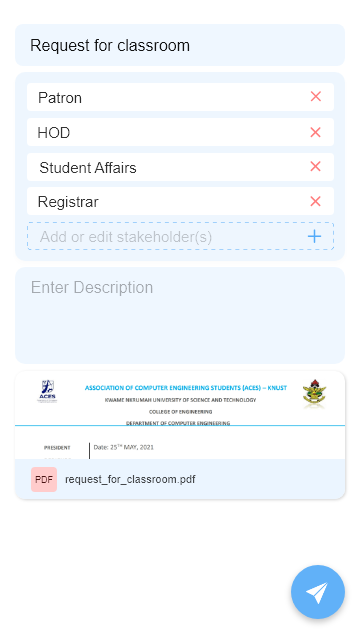 Request for classroom
Patron
HOD
Student Affairs
Registrar
Add or edit stakeholder(s)
Enter Description
ACES
ASSOCIATION OF COMPUTER ENGINEERING STUDENTS (ACES) – KNUST
KWAME NKRUMAH UNIVERSITY OF SCIENCE AND TECHNOLOGY
COLLEGE OF ENGINEERING
DEPARTMENT OF COMPUTER ENGINEERING
PRESIDENT
Date: 25TH MAY, 2021
PDF
request_for_classroom.pdf